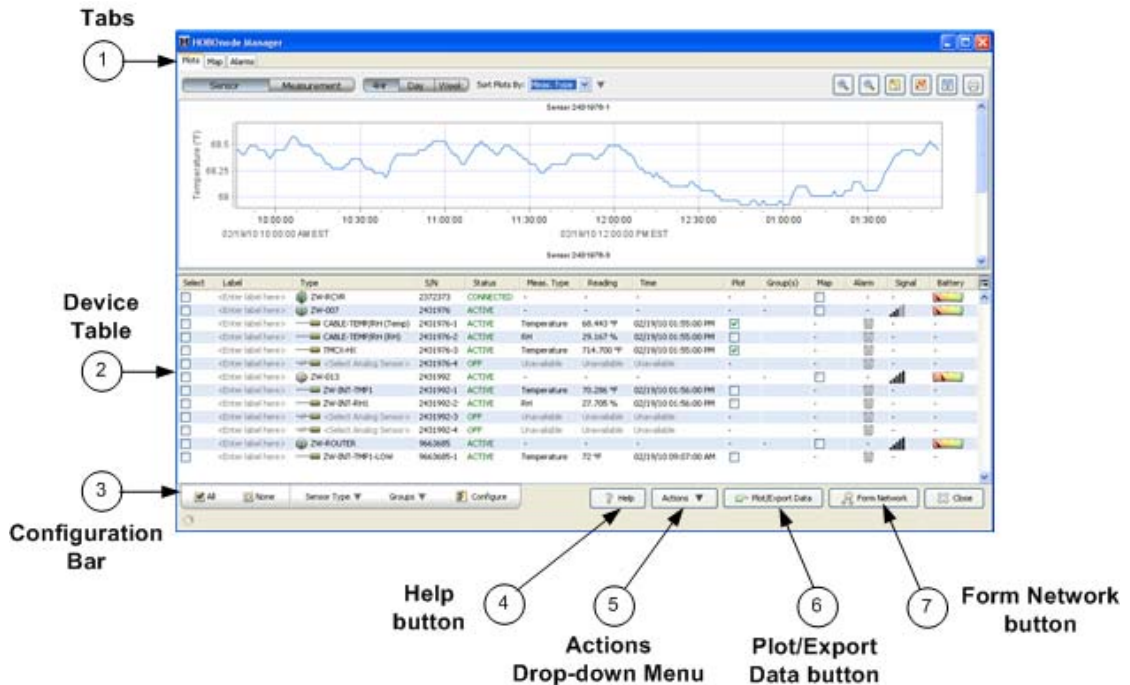 Tabs
1
HOBOnode Manager
Plots Map Alarms
Sensor Measurement 4Hr Day Week Sort Plots By: Meas. Type
Sensor 2431976-1
Temperature (°F)
68.5
68.25
68
10:00:00 10:30:00 11:00:00 11:30:00 12:00:00 12:30:00 01:00:00 01:30:00
02/19/10 10:00:00 AM EST 02/19/10 12:00:00 PM EST
Device
Table
2
Select Label Type S/N Status Meas. Type Reading Time Plot Group(s) Map Alarm Signal Battery
<Enter label here> ZW-RCVR 2372373 CONNECTED - - - - - -
<Enter label here> ZW-007 2431976 ACTIVE - - - - - -
<Enter label here> CABLE-TEMP/RH (Temp) 2431976-1 ACTIVE Temperature 68.443 °F 02/19/10 01:55:00 PM - - -
<Enter label here> CABLE-TEMP/RH (RH) 2431976-2 ACTIVE RH 29.167 % 02/19/10 01:55:00 PM - - -
<Enter label here> TMCX-HX 2431976-3 ACTIVE Temperature 714.700 °F 02/19/10 01:55:00 PM - - -
<Enter label here> <Select Analog Sensor> 2431976-4 OFF Unavailable Unavailable Unavailable - - - -
<Enter label here> ZW-013 2431992 ACTIVE - - - - - -
<Enter label here> ZW-INT-TMP1 2431992-1 ACTIVE Temperature 70.286 °F 02/19/10 01:56:00 PM - - -
<Enter label here> ZW-INT-RH1 2431992-2 ACTIVE RH 27.705 % 02/19/10 01:56:00 PM - - -
<Enter label here> <Select Analog Sensor> 2431992-3 OFF Unavailable Unavailable Unavailable - - - -
<Enter label here> <Select Analog Sensor> 2431992-4 OFF Unavailable Unavailable Unavailable - - - -
<Enter label here> ZW-ROUTER 9663685 ACTIVE - - - - - -
<Enter label here> ZW-INT-TMP1-LOW 9663685-1 ACTIVE Temperature 72 °F 02/19/10 09:07:00 AM - - -
3
Configuration
Bar
All None Sensor Type Groups Configure Help Actions Plot/Export Data Form Network Close
Help
button
4
5
Actions
Drop-down Menu
6
Plot/Export
Data button
7
Form Network
button